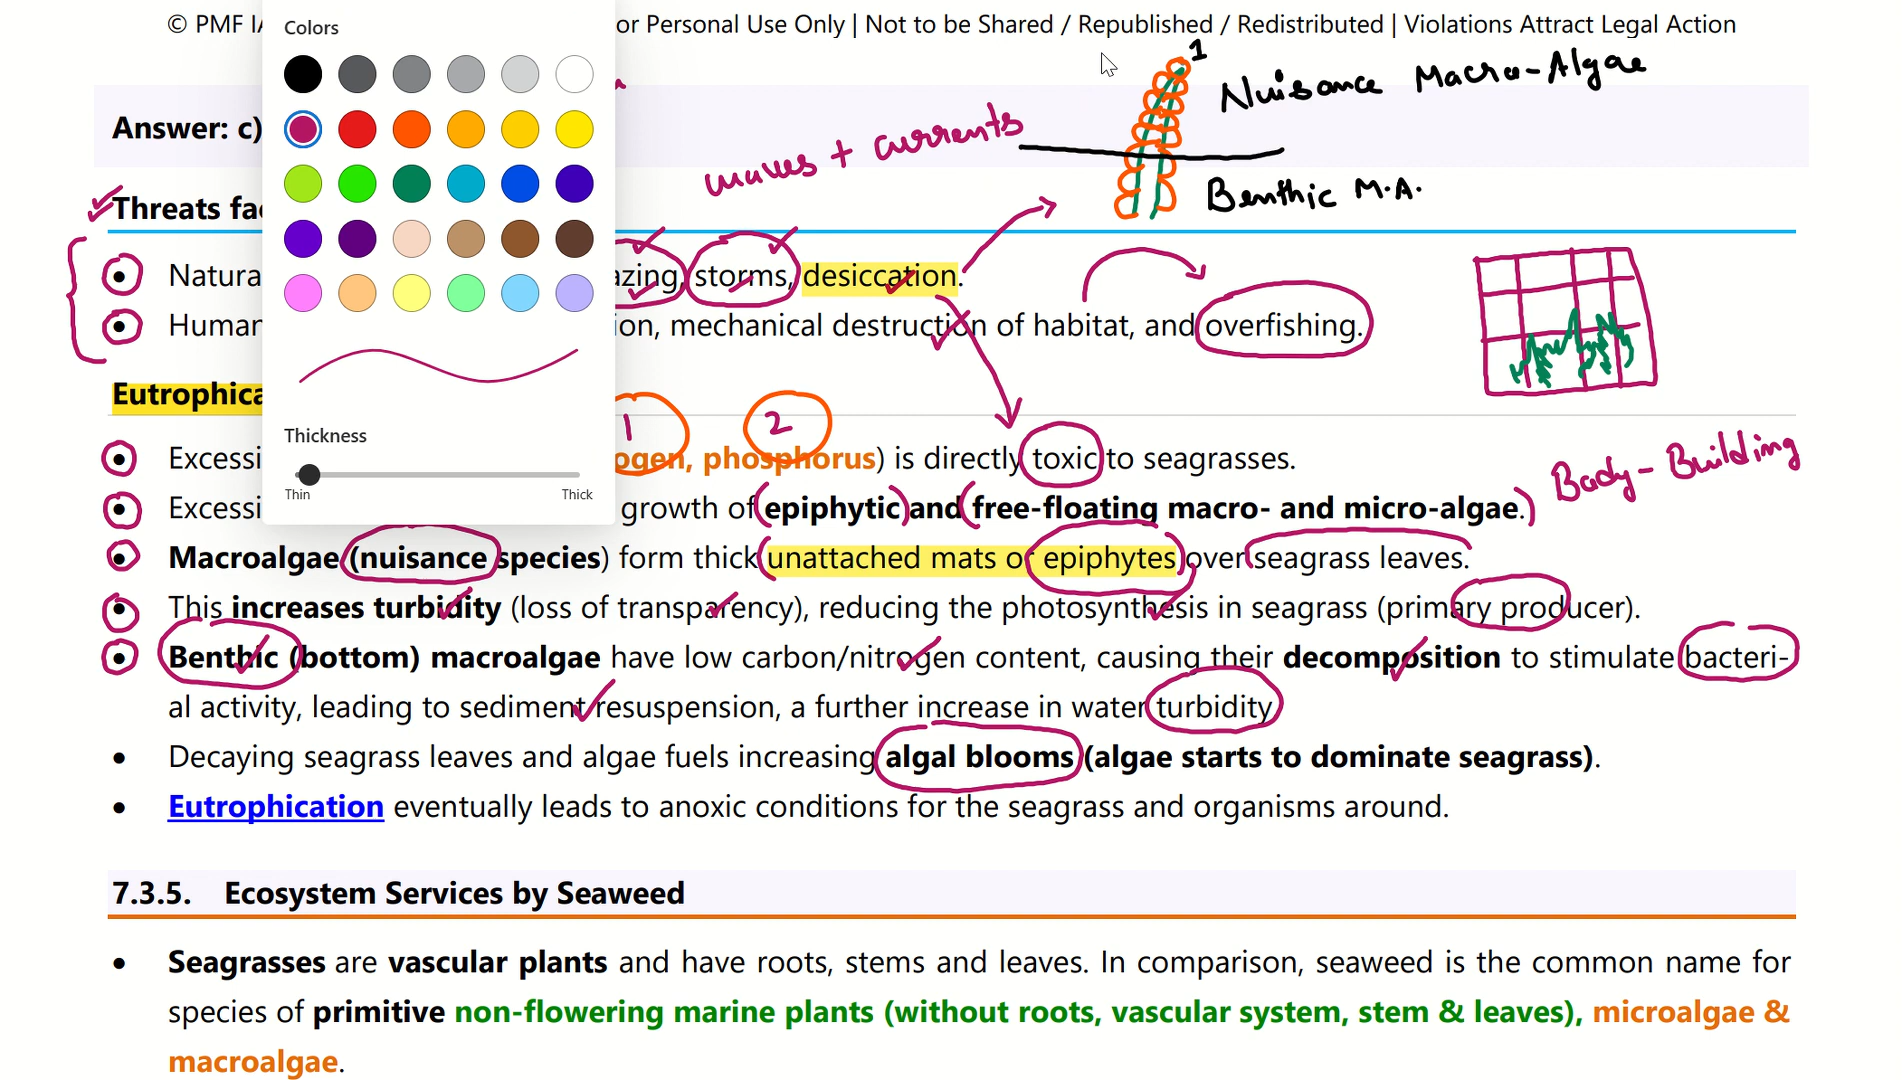 © PMF IA
or Personal Use Only | Not to be Shared / Republished / Redistributed | Violations Attract Legal Action
Colors
1
Nuisance Macro-Algae
Answer: c)
waves + currents
Benthic M.A.
Threats fac
Natura azing, storms, desiccation.
Human ion, mechanical destruction of habitat, and overfishing.
Eutrophica
1 2
Thickness
Thin Thick
Excessi ogen, phosphorus) is directly toxic to seagrasses.
Body-Building
Excessi growth of epiphytic and free-floating macro- and micro-algae.
Macroalgae (nuisance species) form thick unattached mats or epiphytes over seagrass leaves.
This increases turbidity (loss of transparency), reducing the photosynthesis in seagrass (primary producer).
Benthic (bottom) macroalgae have low carbon/nitrogen content, causing their decomposition to stimulate bacteri-
al activity, leading to sediment resuspension, a further increase in water turbidity
Decaying seagrass leaves and algae fuels increasing algal blooms (algae starts to dominate seagrass).
Eutrophication eventually leads to anoxic conditions for the seagrass and organisms around.
7.3.5. Ecosystem Services by Seaweed
Seagrasses are vascular plants and have roots, stems and leaves. In comparison, seaweed is the common name for
species of primitive non-flowering marine plants (without roots, vascular system, stem & leaves), microalgae &
macroalgae.